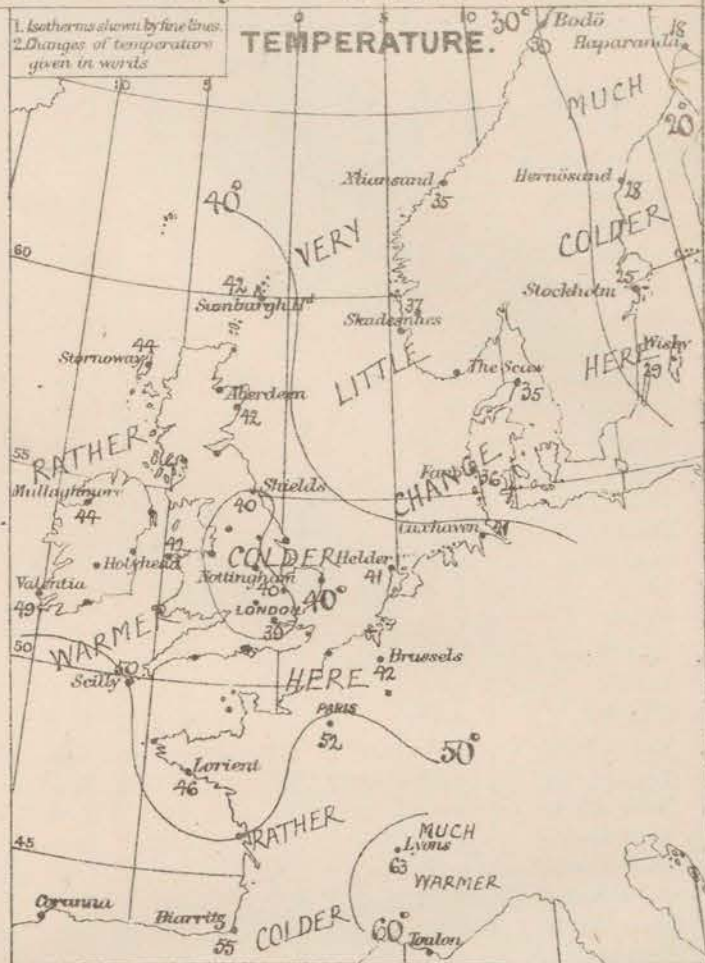 1. Isotherms shown by fine lines.
2. Changes of temperature
given in words
TEMPERATURE.
10 5 0 5 10
30°
Bodö
30
Haparanda
18
20°
MUCH
COLDER
HERE
Xtiansand
35
Hernösand
28
40°
VERY
LITTLE
CHANGE
60
42
Sumburgh Hd
Stockholm
25
37
Skudesnaes
Stornoway
44
The Scaw
35
Wisby
29
Aberdeen
42
RATHER
WARMER
55
Mullaghmore
44
Shields
40
Fanö
36
Cuxhaven
41
Holyhead
42
COLDER
HERE
Nottingham
40
40°
Helder
41
Valentia
49
LONDON
39
50
50
Scilly
Brussels
42
PARIS
52
50°
Lorient
46
RATHER
COLDER
MUCH
Lyons
63
WARMER
45
Corunna
Biarritz
55
60°
Toulon